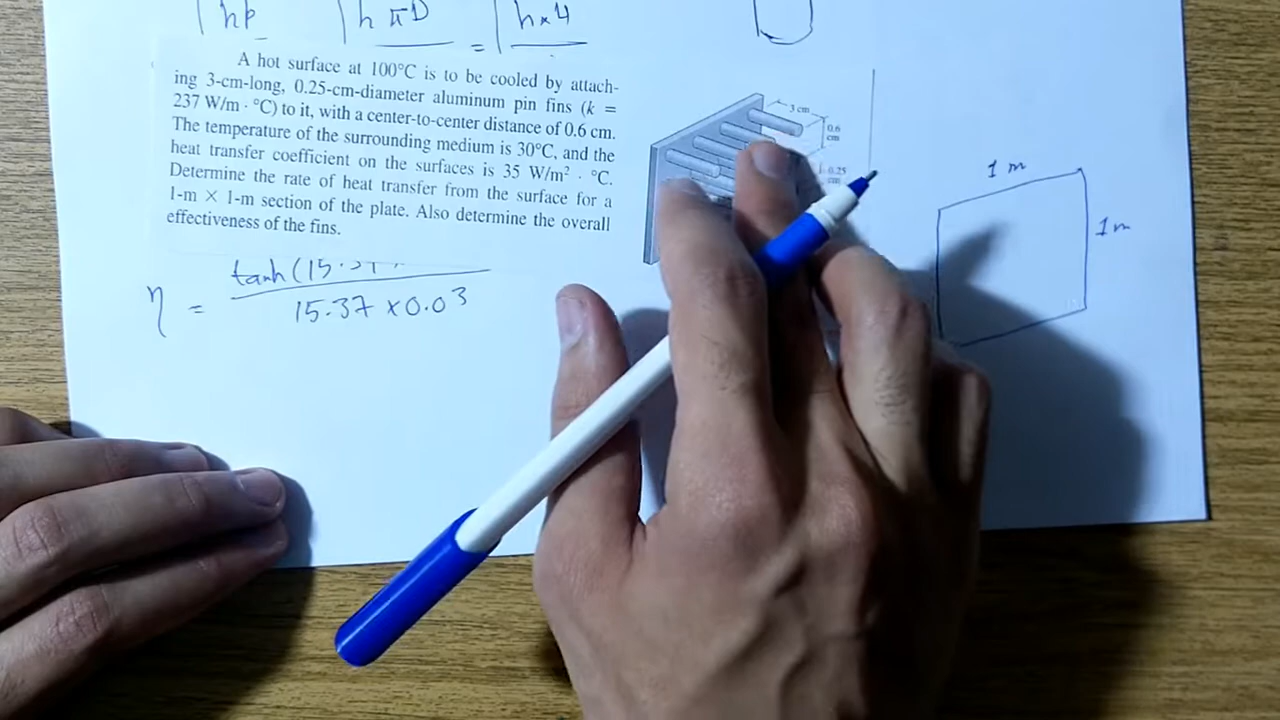 hP h πD = h × 4
A hot surface at 100°C is to be cooled by attach-
ing 3-cm-long, 0.25-cm-diameter aluminum pin fins (k =
237 W/m · °C) to it, with a center-to-center distance of 0.6 cm.
The temperature of the surrounding medium is 30°C, and the
heat transfer coefficient on the surfaces is 35 W/m² · °C.
Determine the rate of heat transfer from the surface for a
1-m × 1-m section of the plate. Also determine the overall
effectiveness of the fins.
3 cm
0.6
cm
0.25
cm
1 m
1 m
tanh(15.
η =
15.37 × 0.03